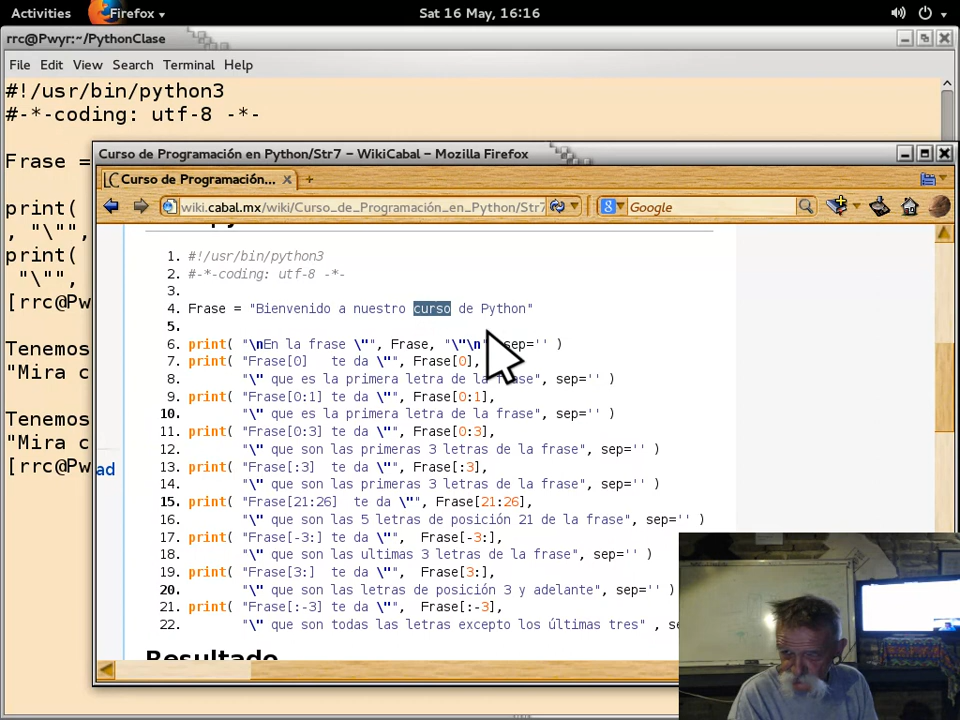 Activities Firefox Sat 16 May, 16:16
rrc@Pwyr:~/PythonClase
File Edit View Search Terminal Help
#!/usr/bin/python3
#-*-coding: utf-8 -*-
Frase =
print(
, "\"",
print(
"\"",
[rrc@Pw
Tenemos
"Mira c
Tenemos
"Mira c
[rrc@Pw
Curso de Programación en Python/Str7 – WikiCabal – Mozilla Firefox
Curso de Programación...
wiki.cabal.mx/wiki/Curso_de_Programación_en_Python/Str7
Google
ad
1. #!/usr/bin/python3
2. #-*-coding: utf-8 -*-
3.
4. Frase = "Bienvenido a nuestro curso de Python"
5.
6. print( "\nEn la frase \"", Frase, "\"\n", sep='' )
7. print( "Frase[0]  te da \"", Frase[0],
8. "\" que es la primera letra de la frase", sep='' )
9. print( "Frase[0:1] te da \"", Frase[0:1],
10. "\" que es la primera letra de la frase", sep='' )
11. print( "Frase[0:3] te da \"", Frase[0:3],
12. "\" que son las primeras 3 letras de la frase", sep='' )
13. print( "Frase[:3]  te da \"", Frase[:3],
14. "\" que son las primeras 3 letras de la frase", sep='' )
15. print( "Frase[21:26]  te da \"", Frase[21:26],
16. "\" que son las 5 letras de posición 21 de la frase", sep='' )
17. print( "Frase[-3:] te da \"",  Frase[-3:],
18. "\" que son las ultimas 3 letras de la frase", sep='' )
19. print( "Frase[3:]  te da \"",  Frase[3:],
20. "\" que son las letras de posición 3 y adelante", sep='' )
21. print( "Frase[:-3] te da \"",  Frase[:-3],
22. "\" que son todas las letras excepto los últimas tres" , s
Resultado